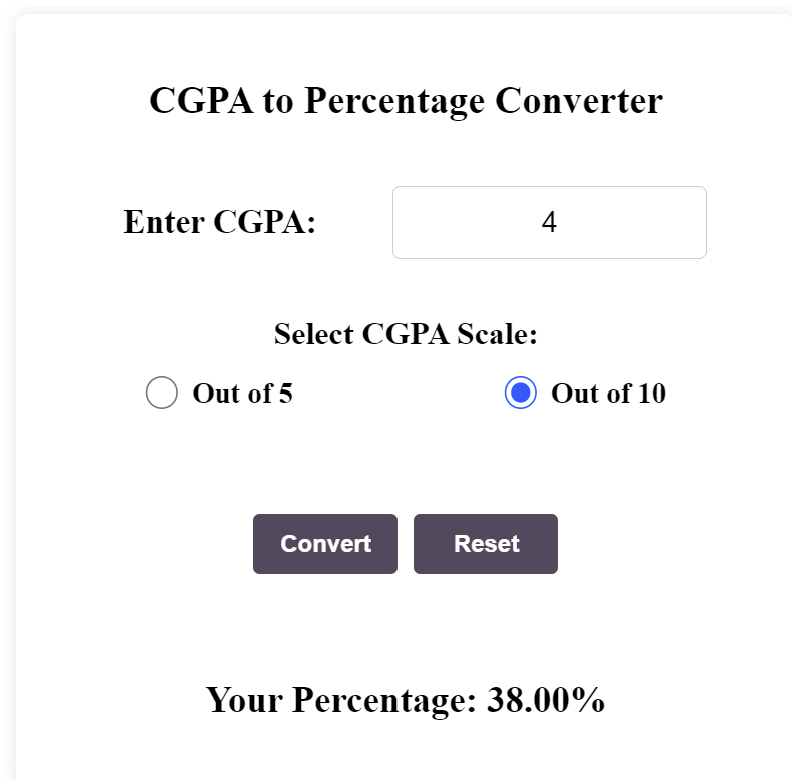 CGPA to Percentage Converter
Enter CGPA: 4
Select CGPA Scale:
Out of 5 Out of 10
Convert Reset
Your Percentage: 38.00%